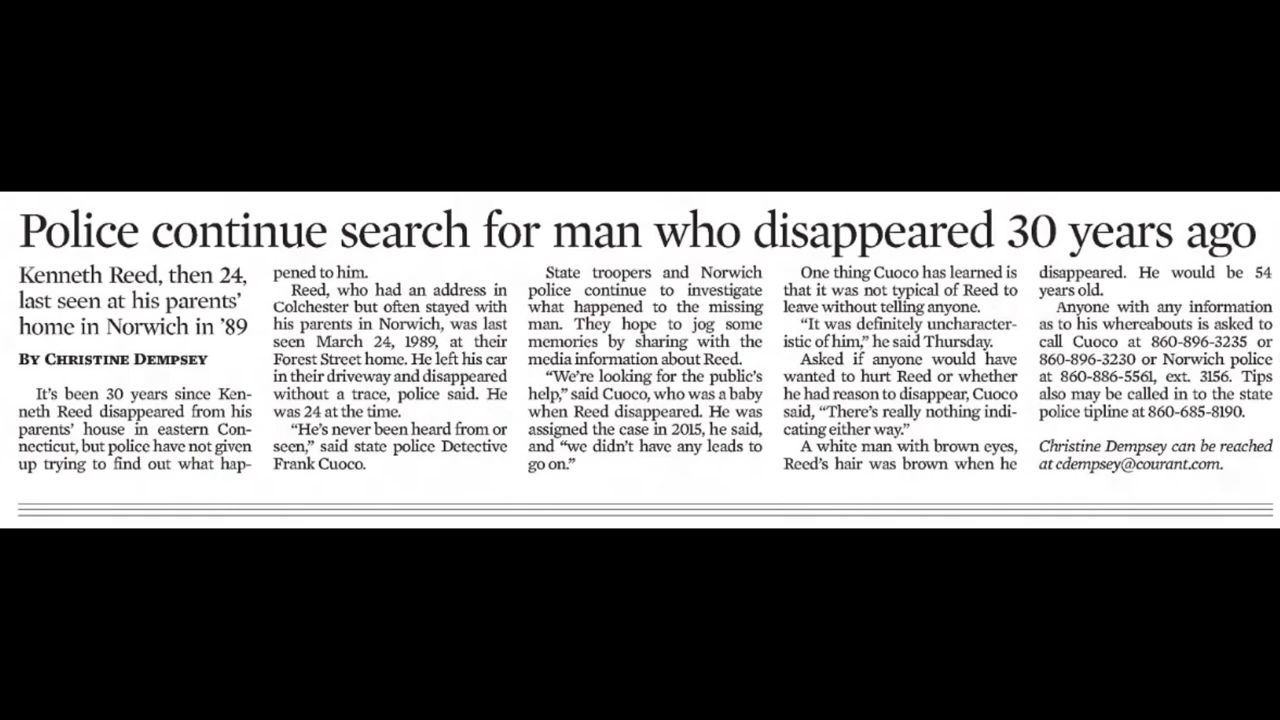 Police continue search for man who disappeared 30 years ago
Kenneth Reed, then 24,
last seen at his parents'
home in Norwich in '89
BY CHRISTINE DEMPSEY
It's been 30 years since Ken-
neth Reed disappeared from his
parents' house in eastern Con-
necticut, but police have not given
up trying to find out what hap-
pened to him.
Reed, who had an address in
Colchester but often stayed with
his parents in Norwich, was last
seen March 24, 1989, at their
Forest Street home. He left his car
in their driveway and disappeared
without a trace, police said. He
was 24 at the time.
“He's never been heard from or
seen,” said state police Detective
Frank Cuoco.
State troopers and Norwich
police continue to investigate
what happened to the missing
man. They hope to jog some
memories by sharing with the
media information about Reed.
“We're looking for the public's
help,” said Cuoco, who was a baby
when Reed disappeared. He was
assigned the case in 2015, he said,
and “we didn't have any leads to
go on.”
One thing Cuoco has learned is
that it was not typical of Reed to
leave without telling anyone.
“It was definitely uncharacter-
istic of him,” he said Thursday.
Asked if anyone would have
wanted to hurt Reed or whether
he had reason to disappear, Cuoco
said, “There's really nothing indi-
cating either way.”
A white man with brown eyes,
Reed's hair was brown when he
disappeared. He would be 54
years old.
Anyone with any information
as to his whereabouts is asked to
call Cuoco at 860-896-3235 or
860-896-3230 or Norwich police
at 860-886-5561, ext. 3156. Tips
also may be called in to the state
police tipline at 860-685-8190.
Christine Dempsey can be reached
at cdempsey@courant.com.